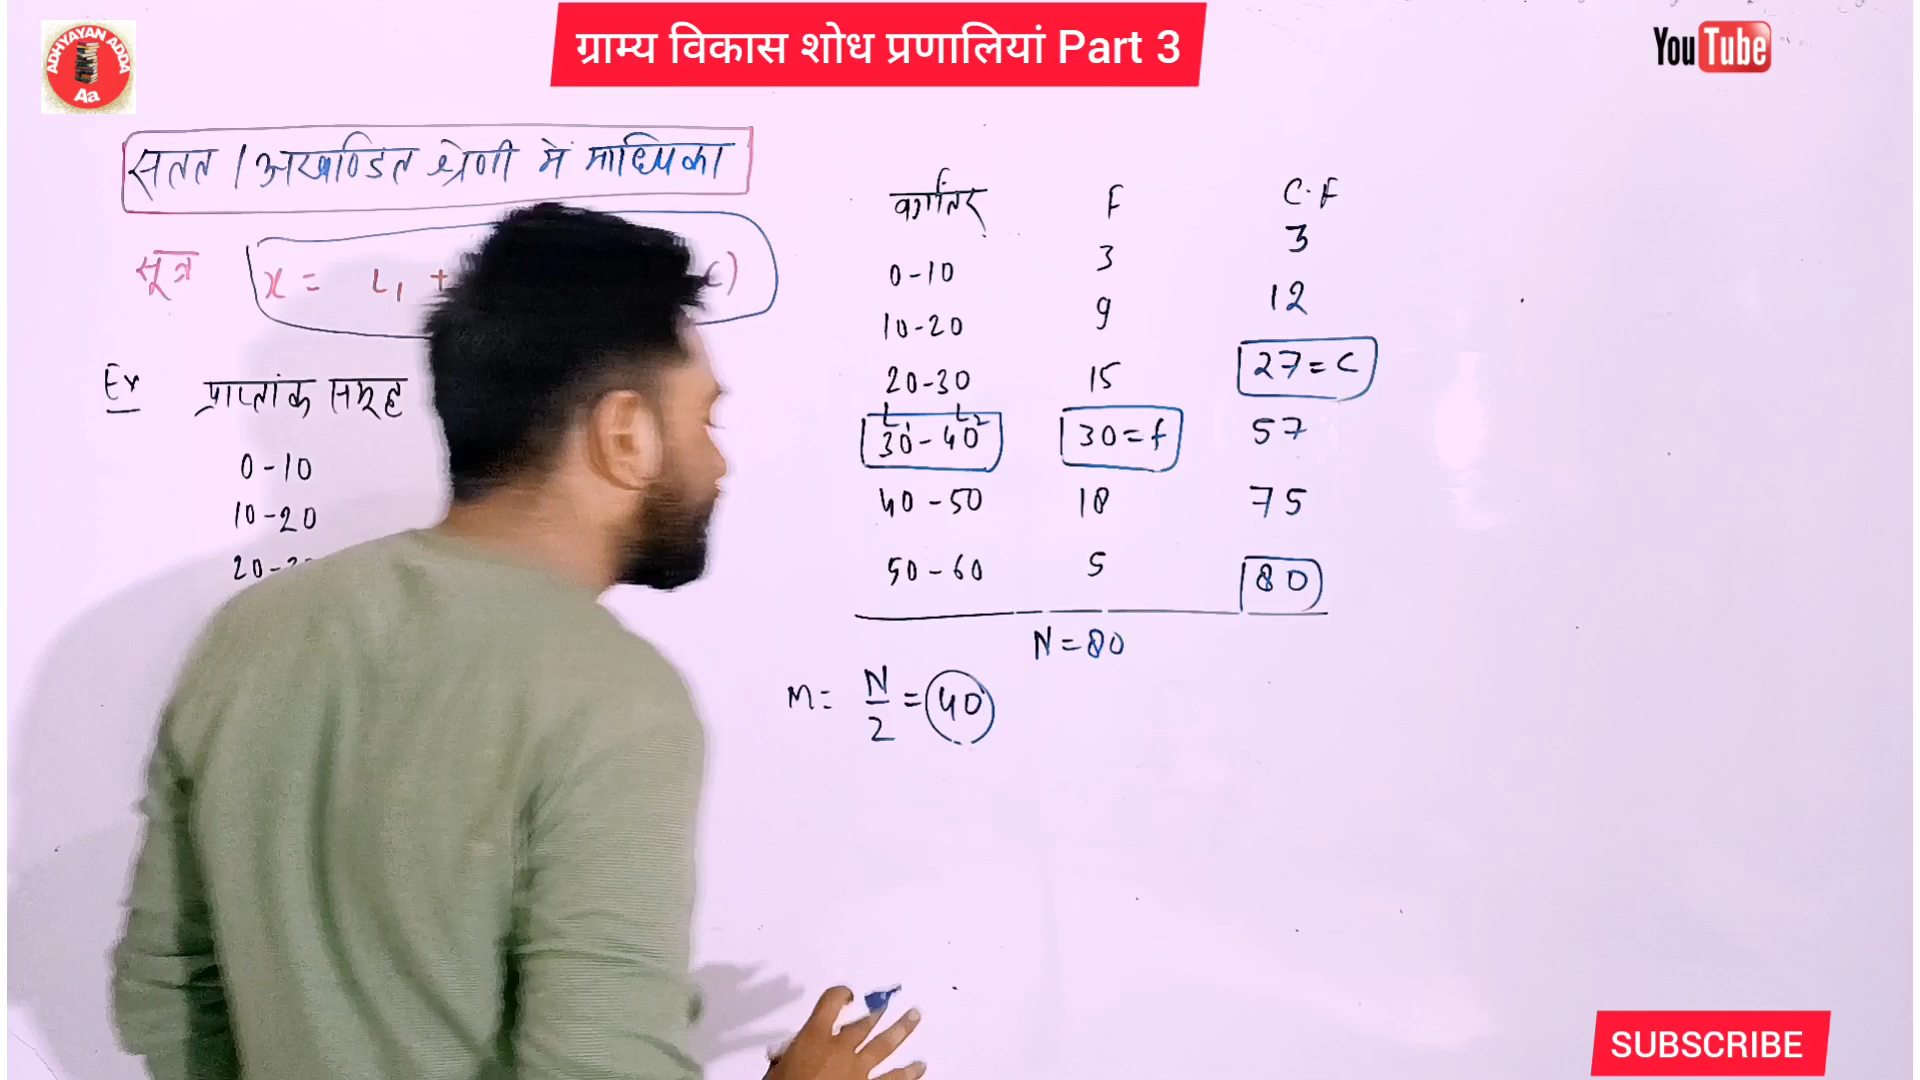 ग्राम्य विकास शोध प्रणालियां Part 3
YouTube
ADHYAYAN ADDA
Aa
सतत / अखण्डित श्रेणी में माध्यिका
सूत्र x = L₁ +
c)
Ex प्राप्तांक समूह
0-10
10-20
वर्गांतर F C.F
0-10 3 3
10-20 9 12
20-30 15 27=C
L1 L2
30-40 30=f 57
40-50 18 75
50-60 5 80
N=80
M= N/2 = 40
SUBSCRIBE